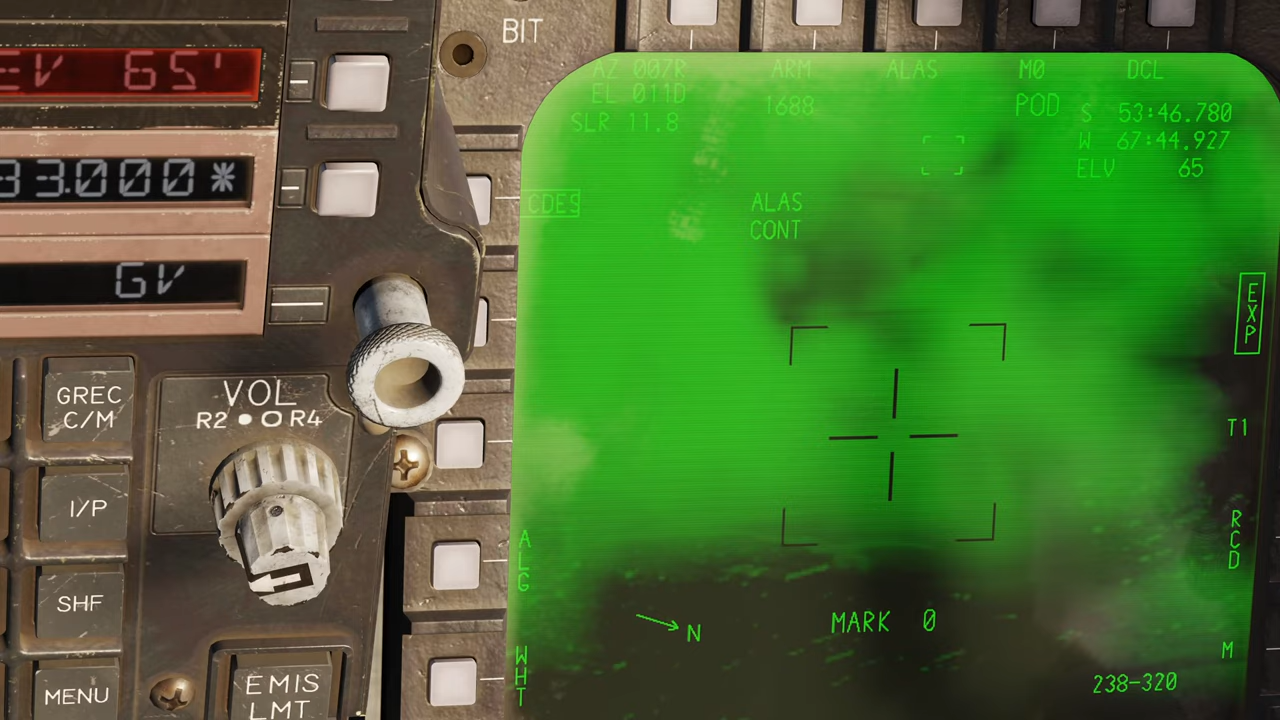 BIT
EV 65'
33.000*
GV
GREC
C/M
VOL
R2 R4
I/P
SHF
MENU
EMIS
LMT
AZ 007R
EL 011D
SLR 11.8
ARM
1688
ALAS
M0
POD
DCL
S 53:46.780
W 67:44.927
ELV 65
CDES
ALAS
CONT
EXP
T1
RCD
M
ALG
WHT
N
MARK 0
238-320